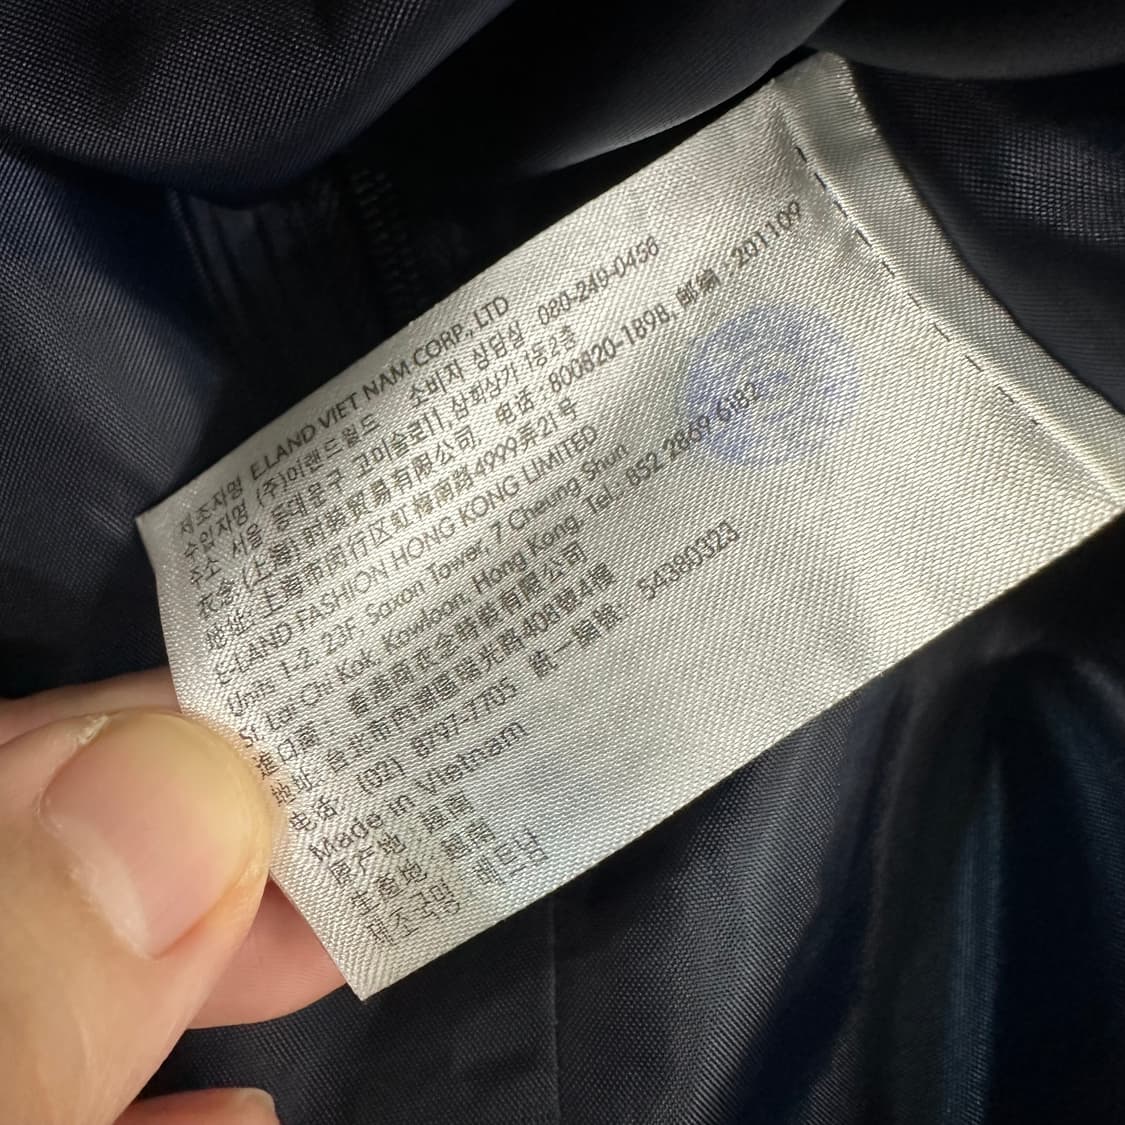 제조자명 E.LAND VIET NAM CORP., LTD
수입자명 (주)이랜드월드 소비자 상담실 080-249-0456
주소 서울 동대문구 고미술로11, 삼희상가 1동2층
衣念 (上海) 时装贸易有限公司 电话 : 800820-1898, 邮编 : 201109
地址: 上海市闵行区虹梅南路4999弄21号
E-LAND FASHION HONG KONG LIMITED
Units 1-2, 23F, Saxon Tower, 7 Cheung Shun
St, Lai Chi Kok, Kowloon, Hong Kong. Tel.: 852 2869 6182
香港商衣念時裝有限公司
地址 台北市內湖區瑞光路408號4樓
电话: (02) 8797-7705 統一編號 54380323
Made in Vietnam
原产地 越南
生產地 越南
제조국명 베트남